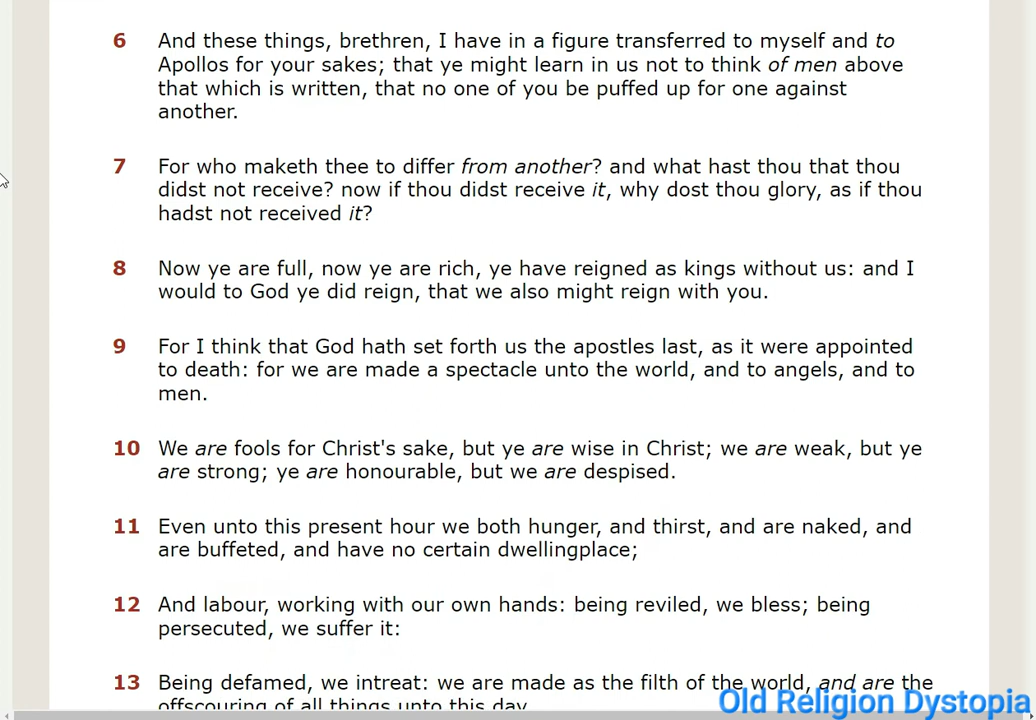 6 And these things, brethren, I have in a figure transferred to myself and to
Apollos for your sakes; that ye might learn in us not to think of men above
that which is written, that no one of you be puffed up for one against
another.
7 For who maketh thee to differ from another? and what hast thou that thou
didst not receive? now if thou didst receive it, why dost thou glory, as if thou
hadst not received it?
8 Now ye are full, now ye are rich, ye have reigned as kings without us: and I
would to God ye did reign, that we also might reign with you.
9 For I think that God hath set forth us the apostles last, as it were appointed
to death: for we are made a spectacle unto the world, and to angels, and to
men.
10 We are fools for Christ's sake, but ye are wise in Christ; we are weak, but ye
are strong; ye are honourable, but we are despised.
11 Even unto this present hour we both hunger, and thirst, and are naked, and
are buffeted, and have no certain dwellingplace;
12 And labour, working with our own hands: being reviled, we bless; being
persecuted, we suffer it:
13 Being defamed, we intreat: we are made as the filth of the world, and are the
offscouring of all things unto this day
Old Religion Dystopia